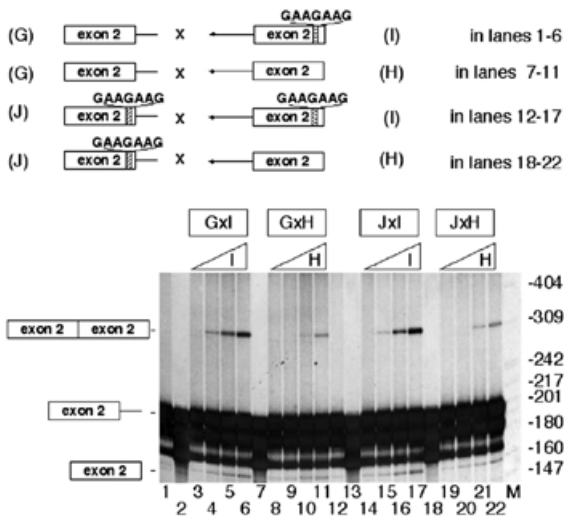 GAAGAAG
(G) exon 2 X exon 2 (I) in lanes 1-6
(G) exon 2 X exon 2 (H) in lanes 7-11
GAAGAAG GAAGAAG
(J) exon 2 X exon 2 (I) in lanes 12-17
GAAGAAG
(J) exon 2 X exon 2 (H) in lanes 18-22
GxI GxH JxI JxH
I H I H
-404
-309
exon 2 exon 2 -
-242
-217
-201
exon 2 -
-180
-160
-147
exon 2 -
1 3 5 7 9 11 13 15 17 19 21 M
2 4 6 8 10 12 14 16 18 20 22